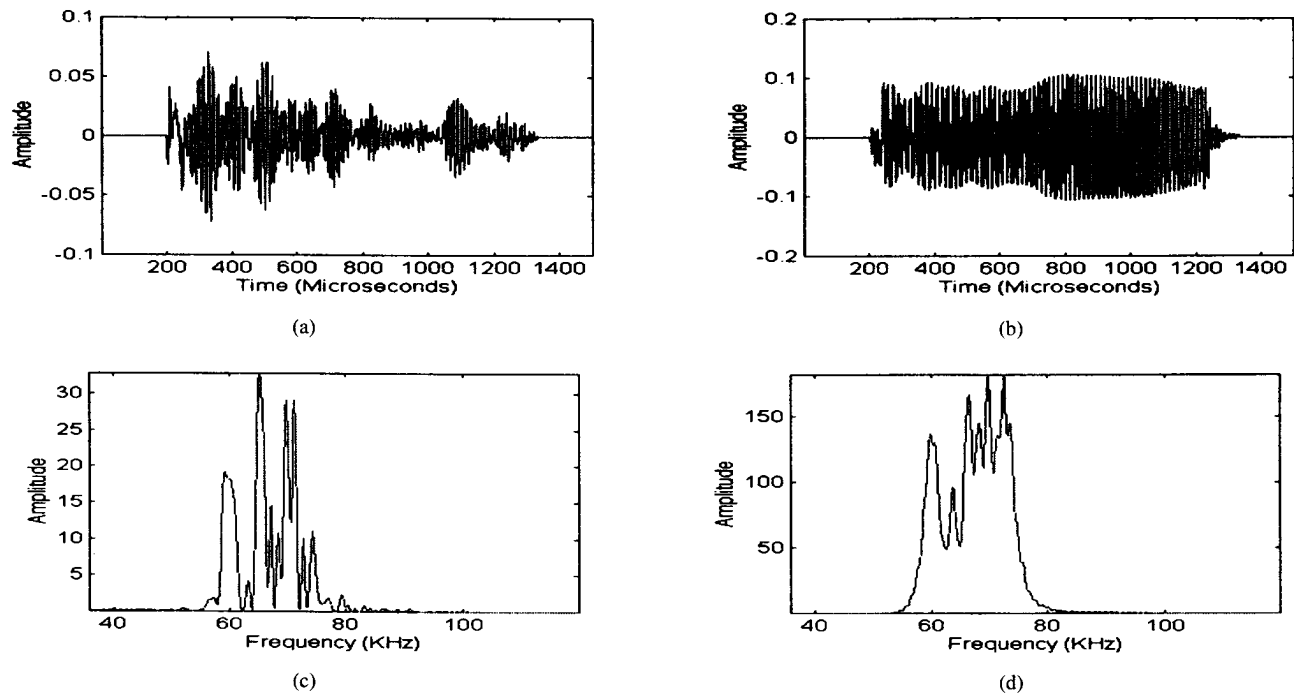 0.1
0.05
0
-0.05
-0.1
Amplitude
200 400 600 800 1000 1200 1400
Time (Microseconds)
(a)
0.2
0.1
0
-0.1
-0.2
Amplitude
200 400 600 800 1000 1200 1400
Time (Microseconds)
(b)
30
25
20
15
10
5
Amplitude
40 60 80 100
Frequency (KHz)
(c)
150
100
50
Amplitude
40 60 80 100
Frequency (KHz)
(d)